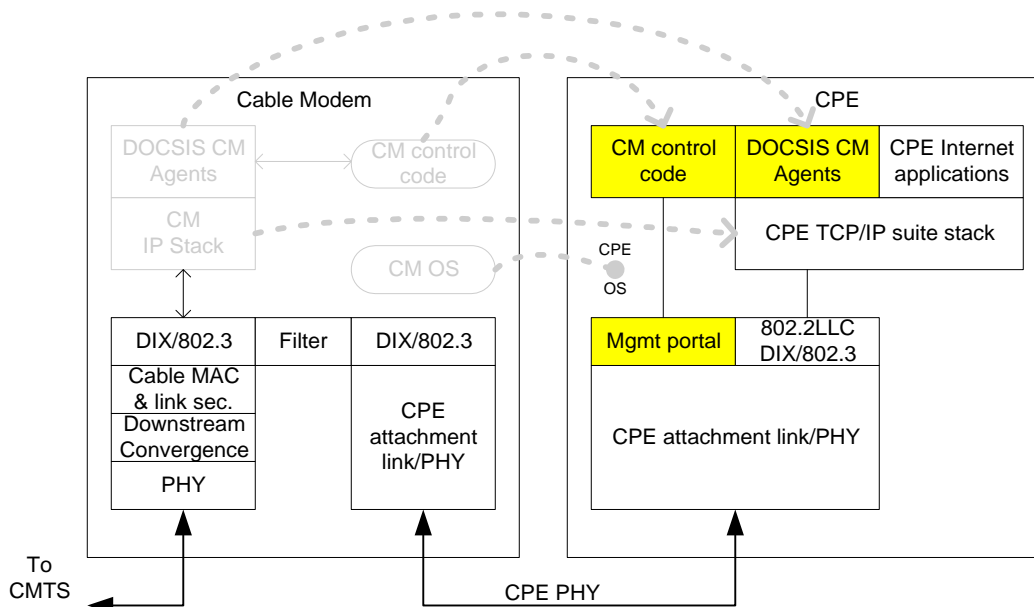 Cable Modem
DOCSIS CM
Agents
CM control
code
CM
IP Stack
CM OS
DIX/802.3
Filter
DIX/802.3
Cable MAC
& link sec.
Downstream
Convergence
PHY
CPE
attachment
link/PHY
To
CMTS
CPE PHY
CPE
CM control
code
DOCSIS CM
Agents
CPE Internet
applications
CPE TCP/IP suite stack
CPE
OS
Mgmt portal
802.2LLC
DIX/802.3
CPE attachment link/PHY